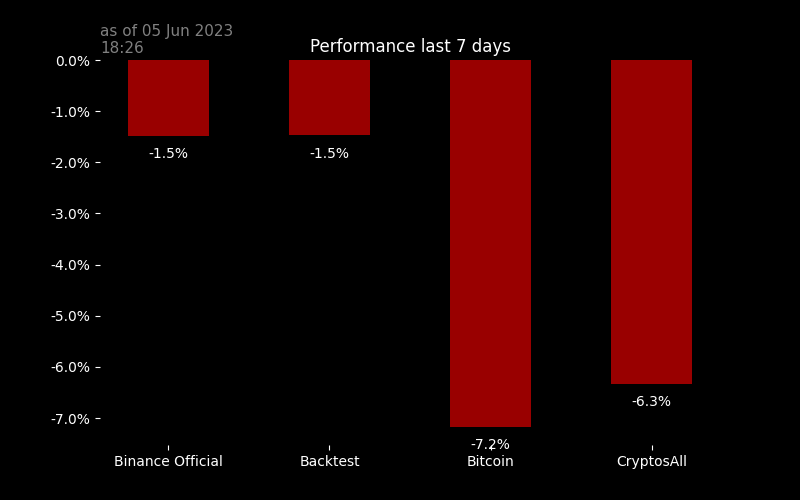 as of 05 Jun 2023
18:26
Performance last 7 days
0.0%
-1.0%
-2.0%
-3.0%
-4.0%
-5.0%
-6.0%
-7.0%
-1.5%
-1.5%
-7.2%
-6.3%
Binance Official
Backtest
Bitcoin
CryptosAll